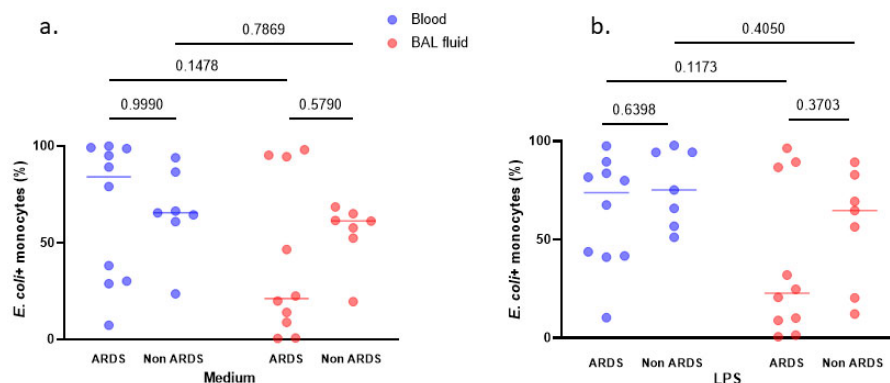 a.
Blood
BAL fluid
0.7869
0.1478
0.9990
0.5790
100
50
0
E. coli+ monocytes (%)
ARDS
Non ARDS
ARDS
Non ARDS
Medium
b.
0.4050
0.1173
0.6398
0.3703
100
50
0
E. coli+ monocytes (%)
ARDS
Non ARDS
ARDS
Non ARDS
LPS